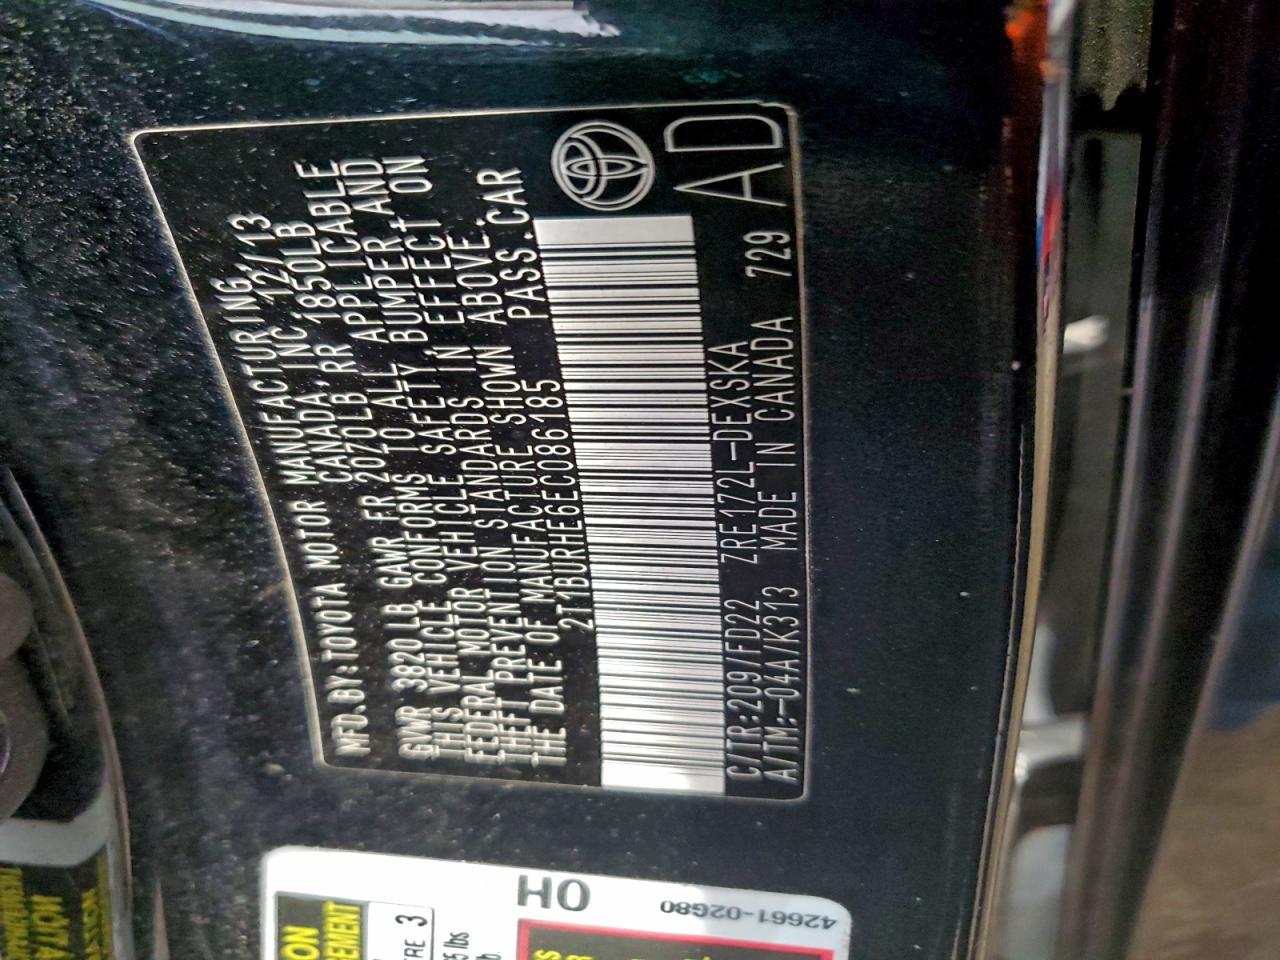 MFD.BY:TOYOTA MOTOR MANUFACTURING,
CANADA, INC. 12/13
GVWR 3820 LB GAWR FR 2070LB RR 1850LB
THIS VEHICLE CONFORMS TO ALL APPLICABLE
FEDERAL MOTOR VEHICLE SAFETY, BUMPER, AND
THEFT PREVENTION STANDARDS IN EFFECT ON
THE DATE OF MANUFACTURE SHOWN ABOVE.
2T1BURHE6EC086185 PASS.CAR
C/TR:209/FD22 ZRE172L-DEXSKA
A/TM:-04A/K313 MADE IN CANADA 729
AD
OH
42661-02G80